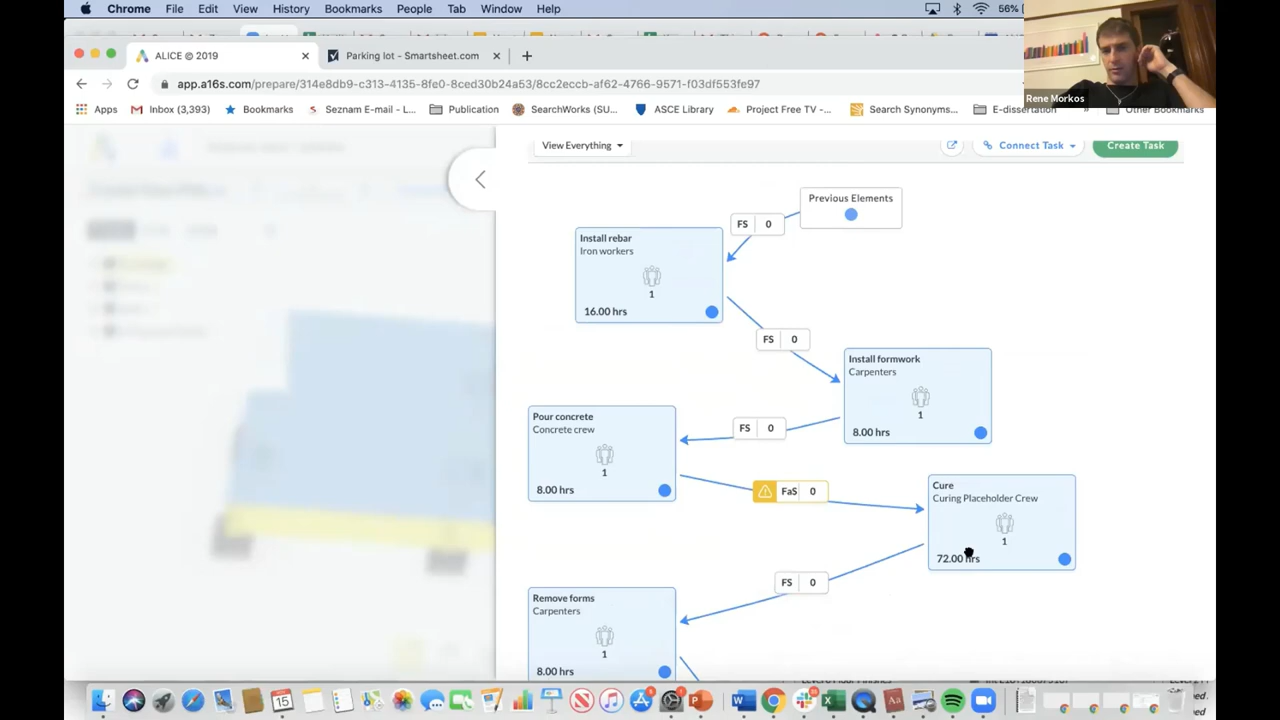 Chrome File Edit View History Bookmarks People Tab Window Help 56%
ALICE © 2019
Parking lot - Smartsheet.com
app.a16s.com/prepare/314e8db9-c313-4135-8fe0-8ced30b24a53/8cc2eccb-af62-4766-9571-f03df553fe97
Apps Inbox (3,393) Bookmarks Seznam E-mail - L... Publication SearchWorks (SU... ASCE Library Project Free TV -... Search Synonyms... E-dissertation » Other Bookmarks
Rene Morkos
View Everything
Connect Task
Create Task
Previous Elements
FS 0
Install rebar
Iron workers
1
16.00 hrs
FS 0
Install formwork
Carpenters
1
8.00 hrs
FS 0
Pour concrete
Concrete crew
1
8.00 hrs
FaS 0
Cure
Curing Placeholder Crew
1
72.00 hrs
FS 0
Remove forms
Carpenters
1
8.00 hrs
15